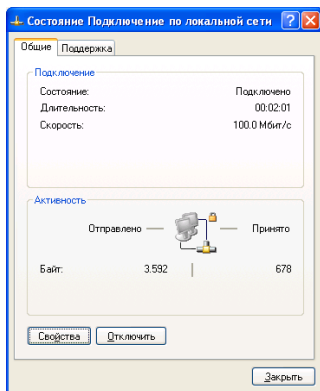 Состояние Подключение по локальной сети
Общие Поддержка
Подключение
Состояние: Подключено
Длительность: 00:02:01
Скорость: 100.0 Мбит/с
Активность
Отправлено — — Принято
Байт: 3.592 | 678
Свойства Отключить
Закрыть